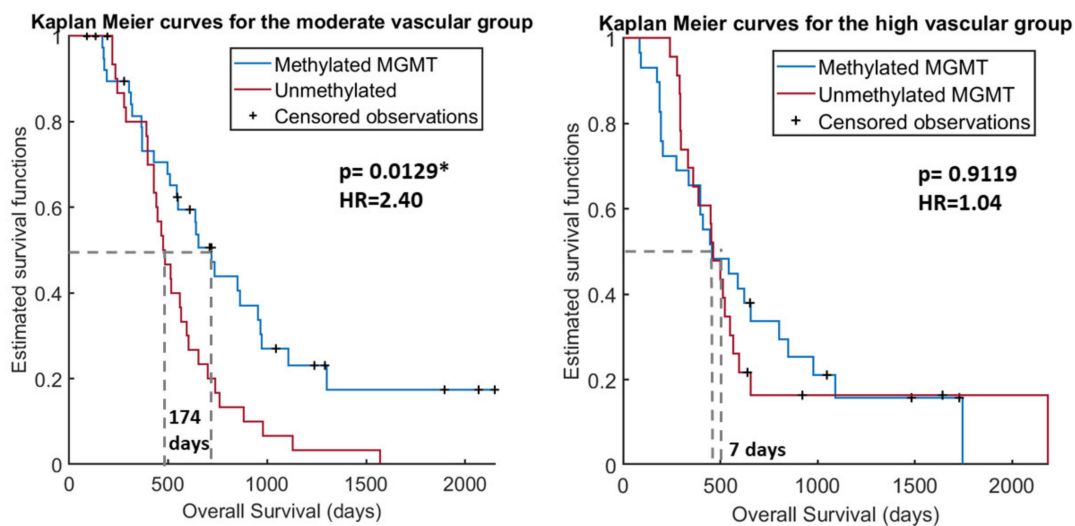 Kaplan Meier curves for the moderate vascular group
Estimated survival functions
1
0.8
0.6
0.4
0.2
0
Methylated MGMT
Unmethylated
Censored observations
p= 0.0129*
HR=2.40
174
days
0
500
1000
1500
2000
Overall Survival (days)
Kaplan Meier curves for the high vascular group
Estimated survival functions
1
0.8
0.6
0.4
0.2
0
Methylated MGMT
Unmethylated MGMT
Censored observations
p= 0.9119
HR=1.04
7 days
0
500
1000
1500
2000
Overall Survival (days)